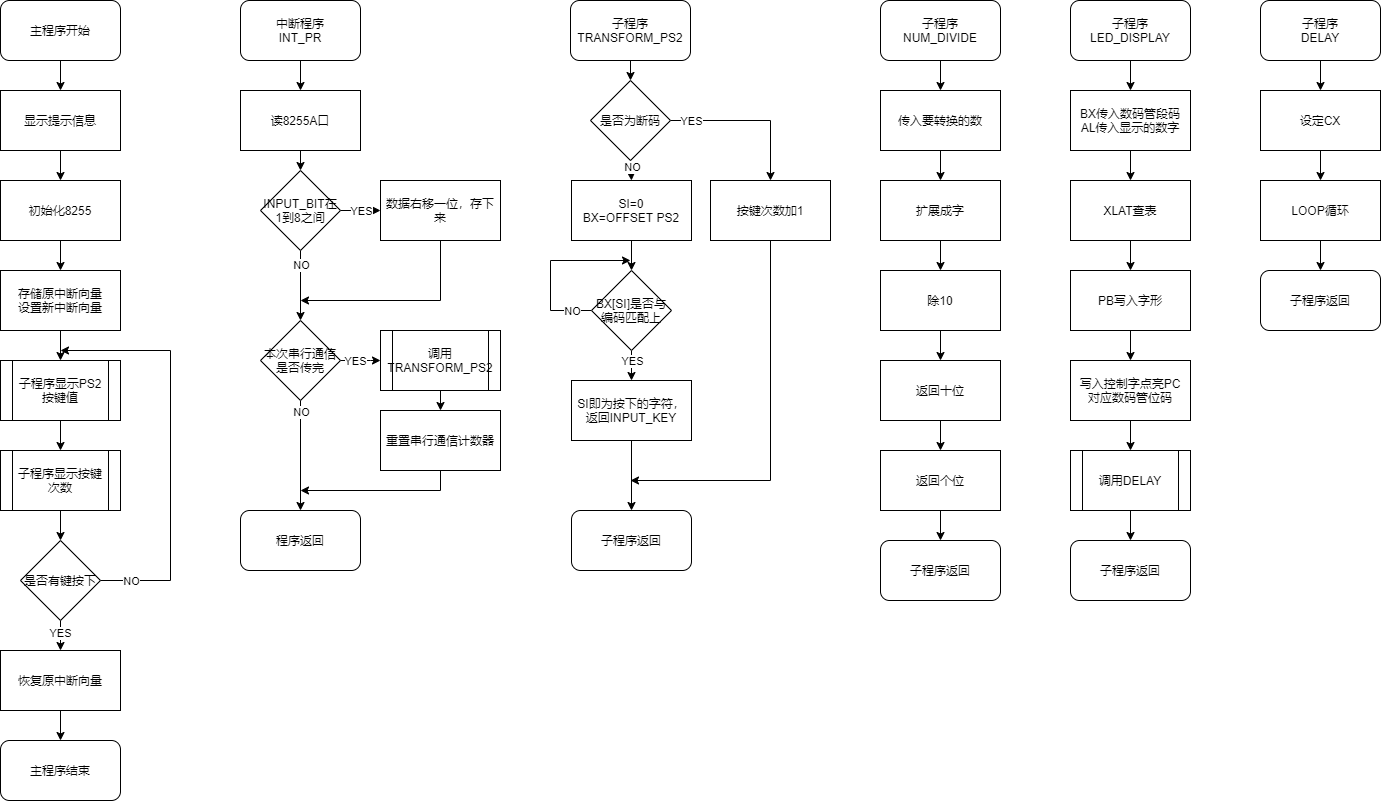 主程序开始
显示提示信息
初始化8255
存储原中断向量
设置新中断向量
子程序显示PS2
按键值
子程序显示按键
次数
是否有键按下
NO
YES
恢复原中断向量
主程序结束
中断程序
INT_PR
读8255A口
INPUT_BIT在
1到8之间
YES
数据右移一位，存下
来
NO
本次串行通信
是否传完
YES
调用
TRANSFORM_PS2
NO
重置串行通信计数器
程序返回
子程序
TRANSFORM_PS2
是否为断码
YES
NO
SI=0
BX=OFFSET PS2
按键次数加1
BX[SI]是否与
编码匹配上
NO
YES
SI即为按下的字符，
返回INPUT_KEY
子程序返回
子程序
NUM_DIVIDE
传入要转换的数
扩展成字
除10
返回十位
返回个位
子程序返回
子程序
LED_DISPLAY
BX传入数码管段码
AL传入显示的数字
XLAT查表
PB写入字形
写入控制字点亮PC
对应数码管位码
调用DELAY
子程序返回
子程序
DELAY
设定CX
LOOP循环
子程序返回